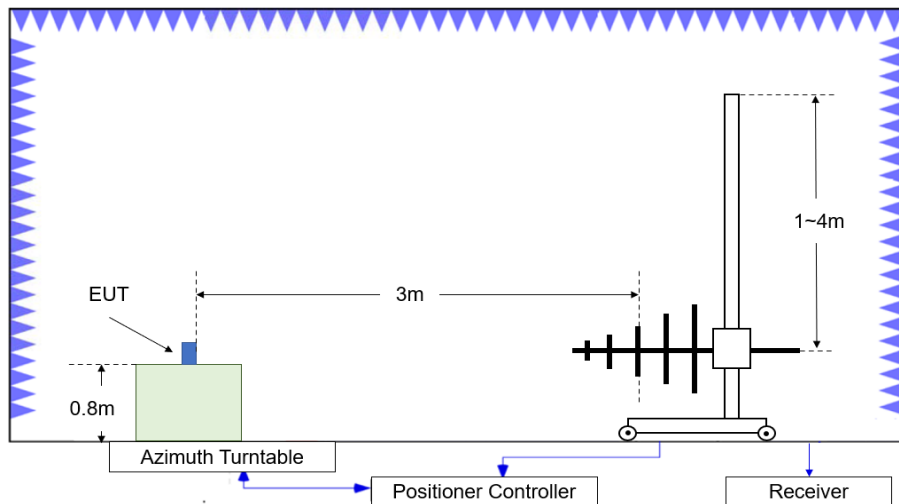 EUT
3m
1~4m
0.8m
Azimuth Turntable
Positioner Controller
Receiver